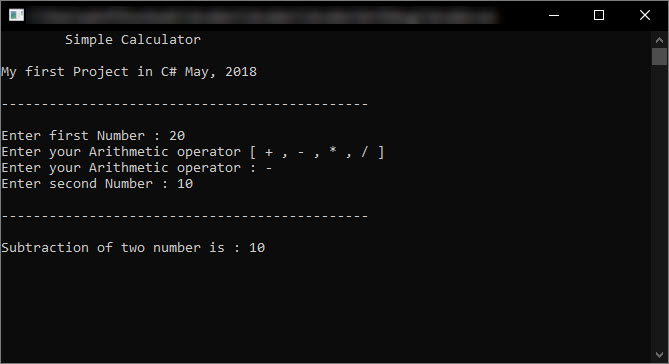 Simple Calculator
My first Project in C# May, 2018
----------------------------------------------
Enter first Number : 20
Enter your Arithmetic operator [ + , - , * , / ]
Enter your Arithmetic operator : -
Enter second Number : 10
----------------------------------------------
Subtraction of two number is : 10